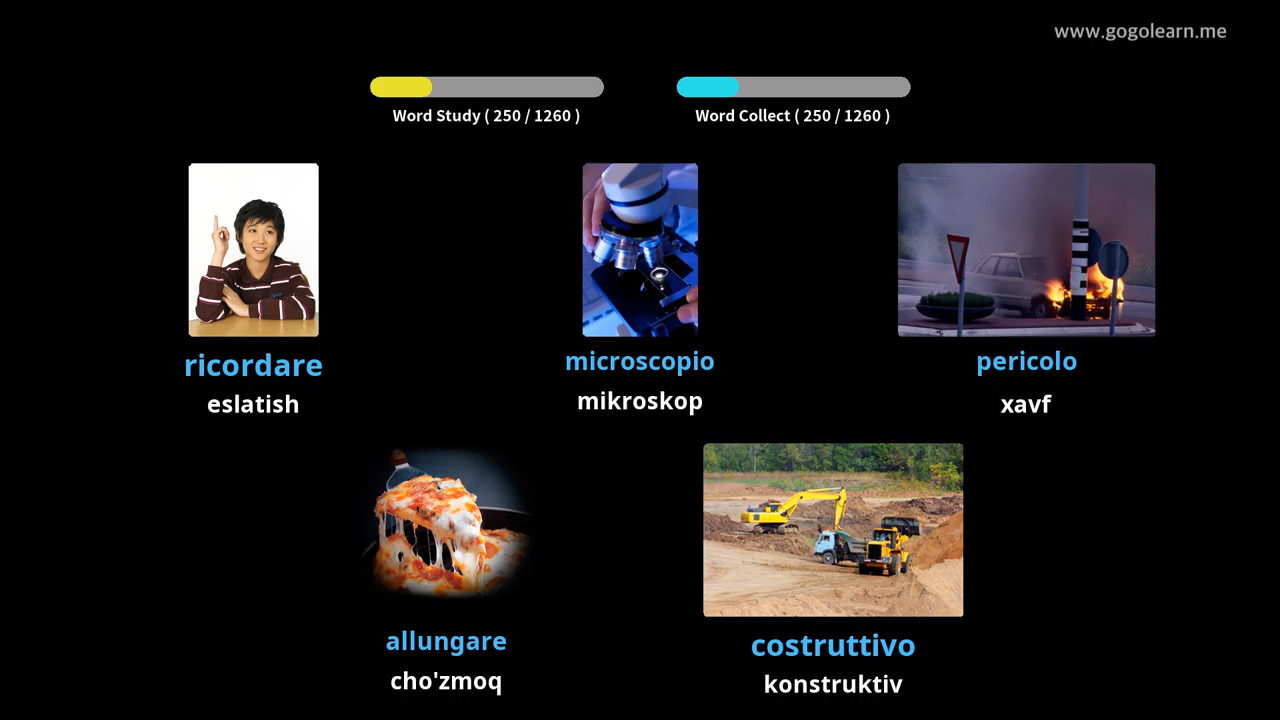 www.gogolearn.me
Word Study ( 250 / 1260 )
Word Collect ( 250 / 1260 )
ricordare
eslatish
microscopio
mikroskop
pericolo
xavf
allungare
cho'zmoq
costruttivo
konstruktiv